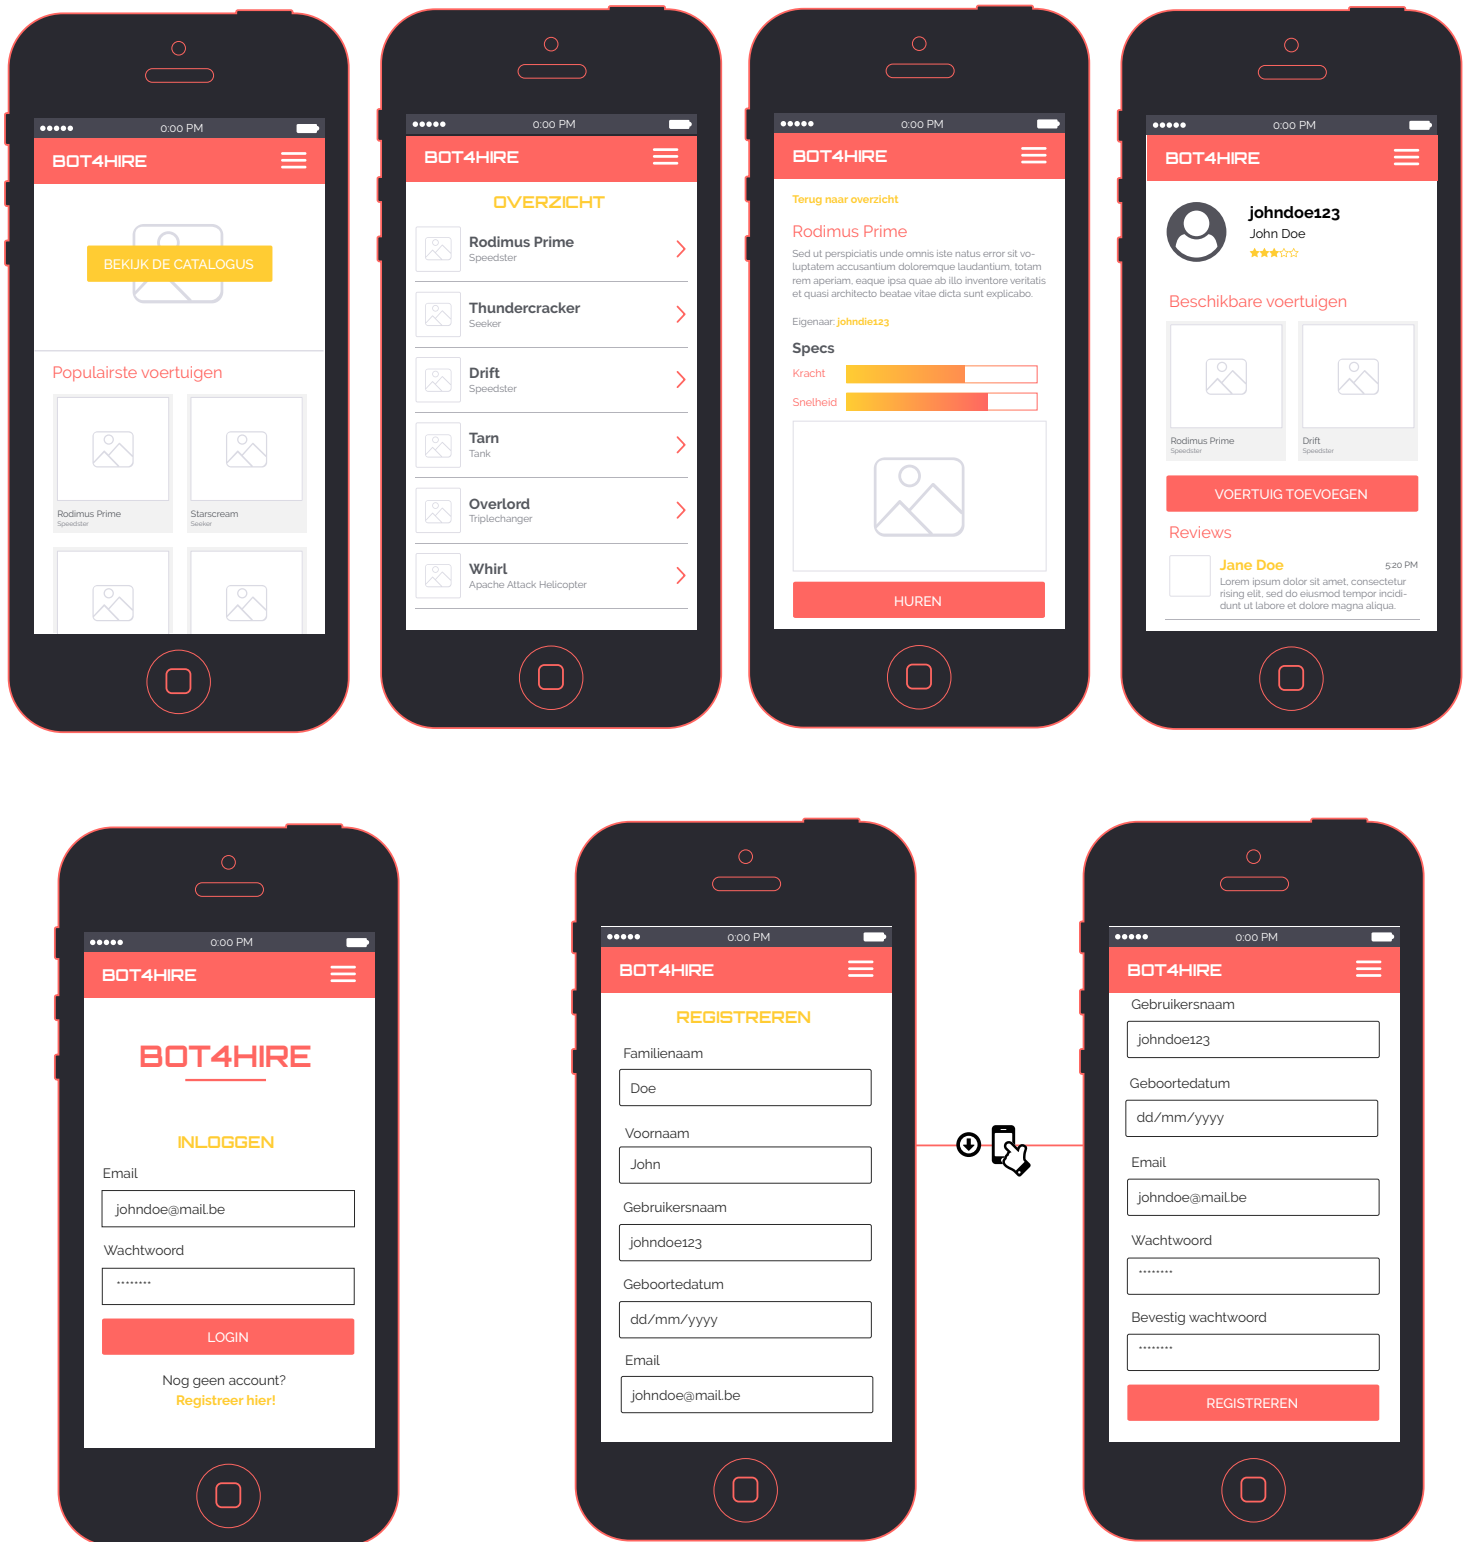 0:00 PM
BOT4HIRE
BEKIJK DE CATALOGUS
Populairste voertuigen
Rodimus Prime
Speedster
Starscream
Seeker
0:00 PM
BOT4HIRE
OVERZICHT
Rodimus Prime
Speedster
Thundercracker
Seeker
Drift
Speedster
Tarn
Tank
Overlord
Triplechanger
Whirl
Apache Attack Helicopter
0:00 PM
BOT4HIRE
Terug naar overzicht
Rodimus Prime
Sed ut perspiciatis unde omnis iste natus error sit vo-
luptatem accusantium doloremque laudantium, totam
rem aperiam, eaque ipsa quae ab illo inventore veritatis
et quasi architecto beatae vitae dicta sunt explicabo.
Eigenaar: johndie123
Specs
Kracht
Snelheid
HUREN
0:00 PM
BOT4HIRE
johndoe123
John Doe
Beschikbare voertuigen
Rodimus Prime
Speedster
Drift
Speedster
VOERTUIG TOEVOEGEN
Reviews
Jane Doe
5:20 PM
Lorem ipsum dolor sit amet, consectetur
rising elit, sed do eiusmod tempor incidi-
dunt ut labore et dolore magna aliqua.
0:00 PM
BOT4HIRE
BOT4HIRE
INLOGGEN
Email
johndoe@mail.be
Wachtwoord
********
LOGIN
Nog geen account?
Registreer hier!
0:00 PM
BOT4HIRE
REGISTREREN
Familienaam
Doe
Voornaam
John
Gebruikersnaam
johndoe123
Geboortedatum
dd/mm/yyyy
Email
johndoe@mail.be
0:00 PM
BOT4HIRE
Gebruikersnaam
johndoe123
Geboortedatum
dd/mm/yyyy
Email
johndoe@mail.be
Wachtwoord
********
Bevestig wachtwoord
********
REGISTREREN